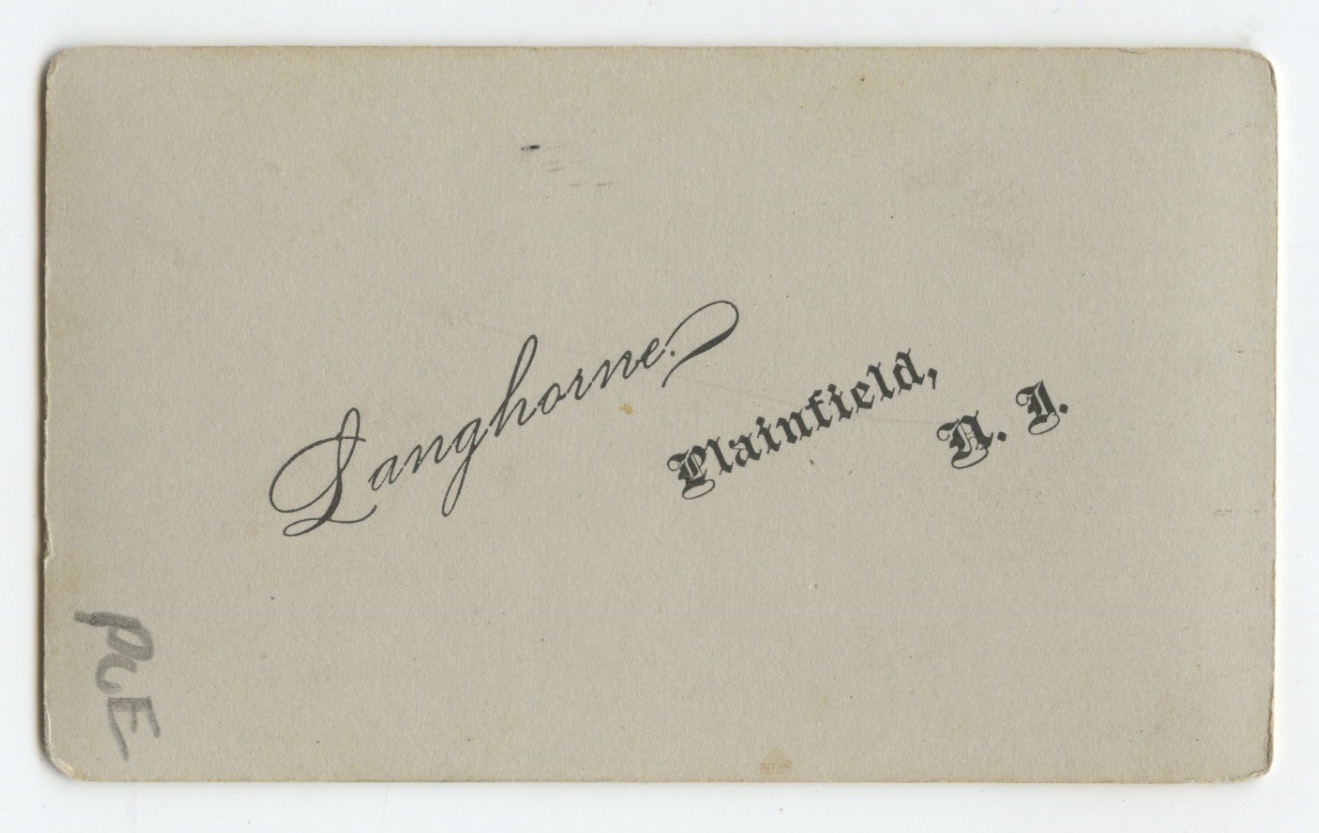 Langhorne.
Plainfield,
N. J.
PCE